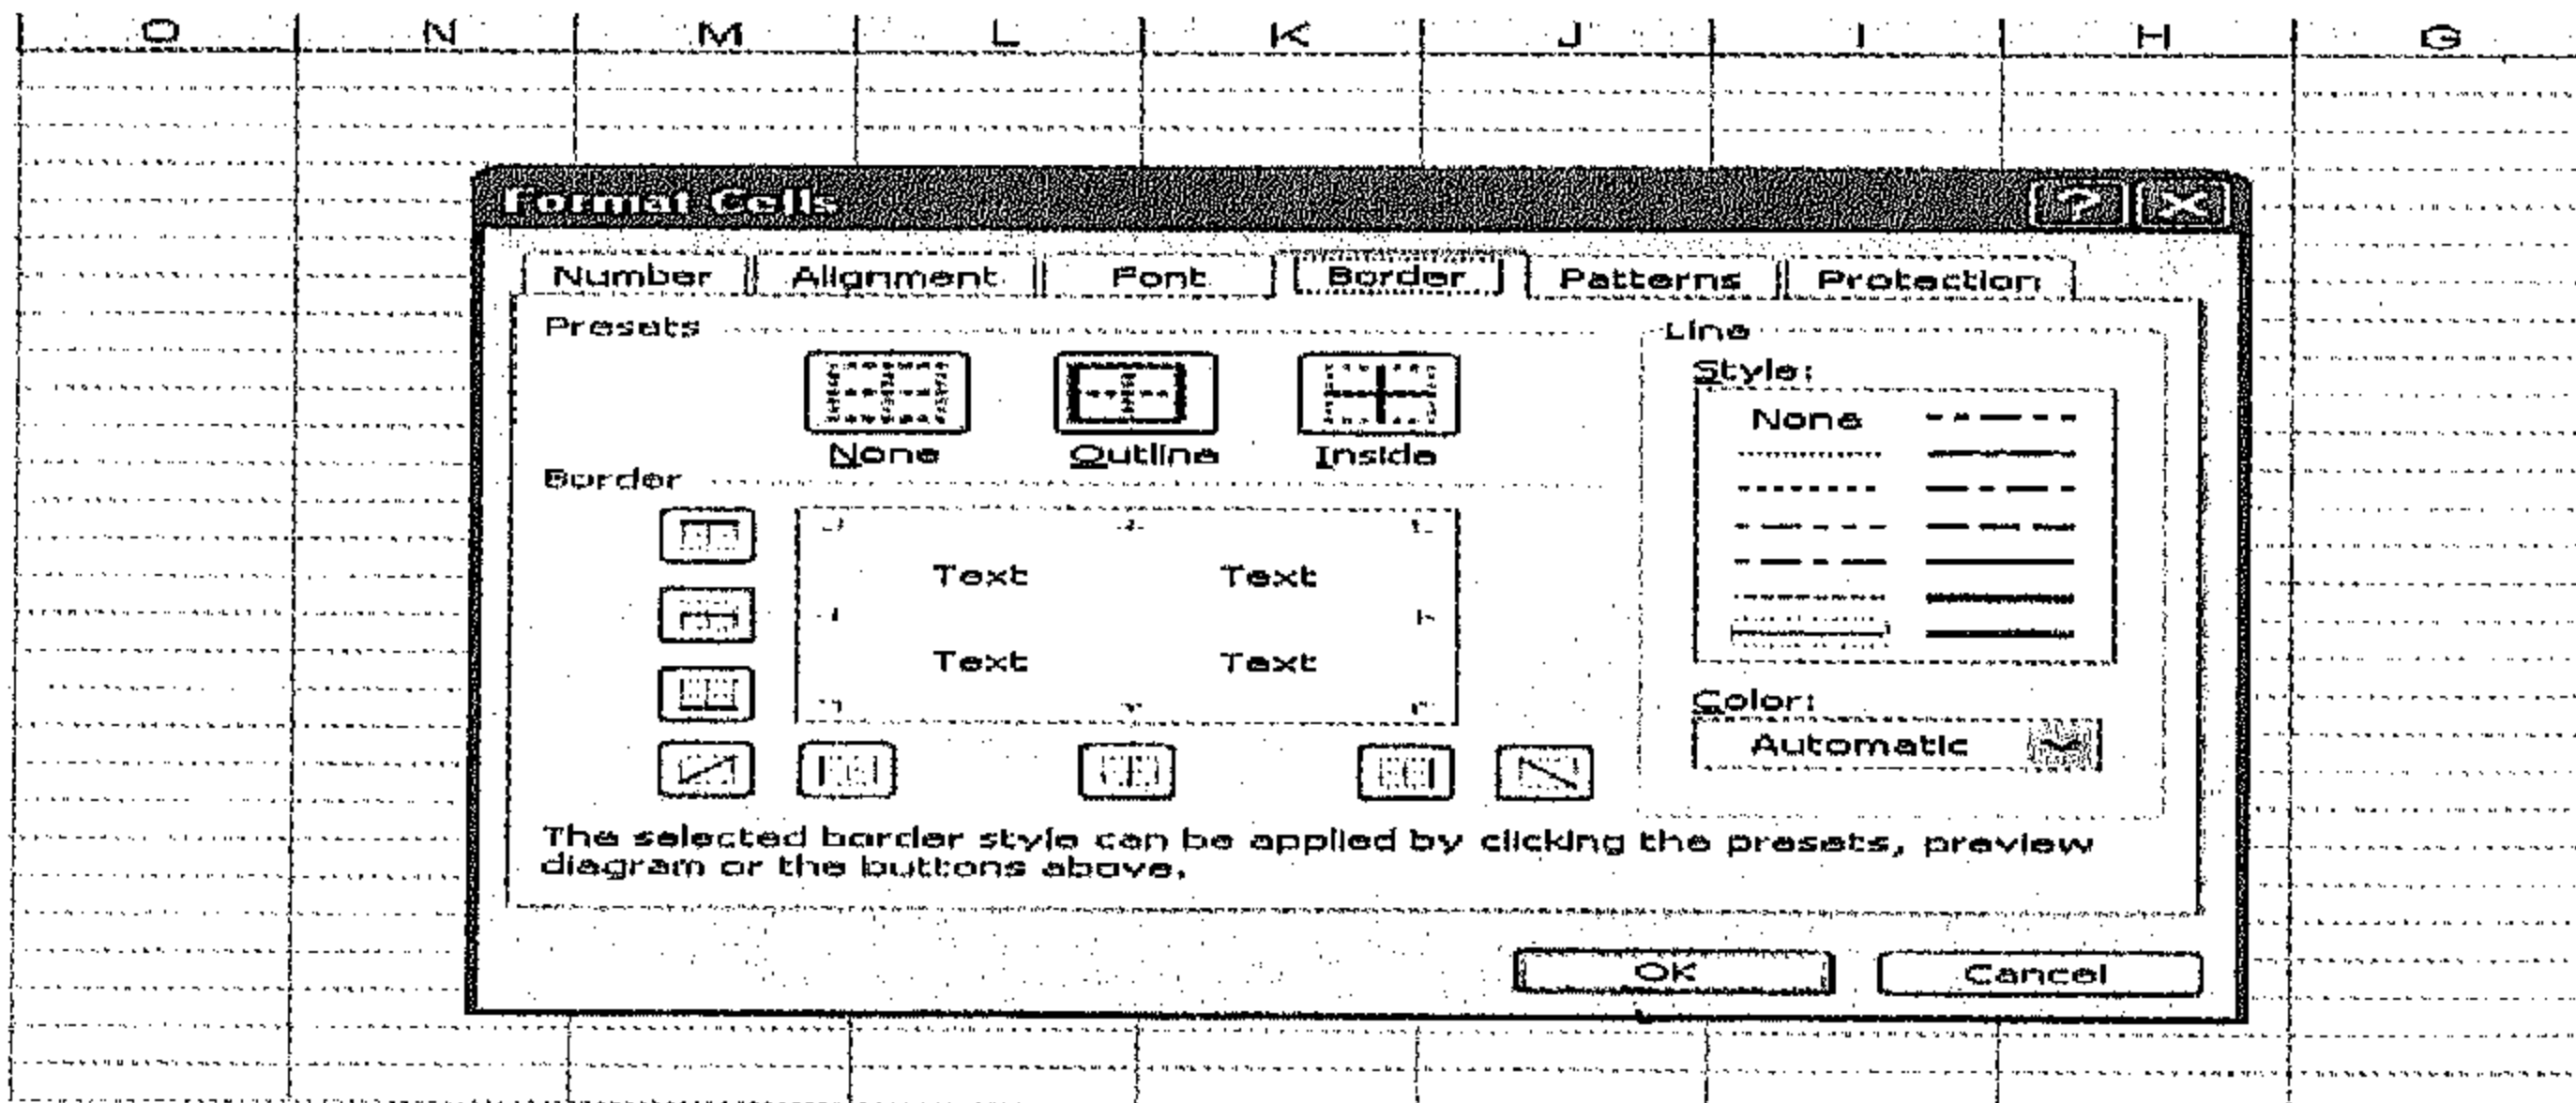 O N M L K J I H G
Format Cells ? X
Number Alignment Font Border Patterns Protection
Presets
None Outline Inside
Border
Text Text
Text Text
Line
Style:
None
Color:
Automatic
The selected border style can be applied by clicking the presets, preview
diagram or the buttons above.
OK Cancel